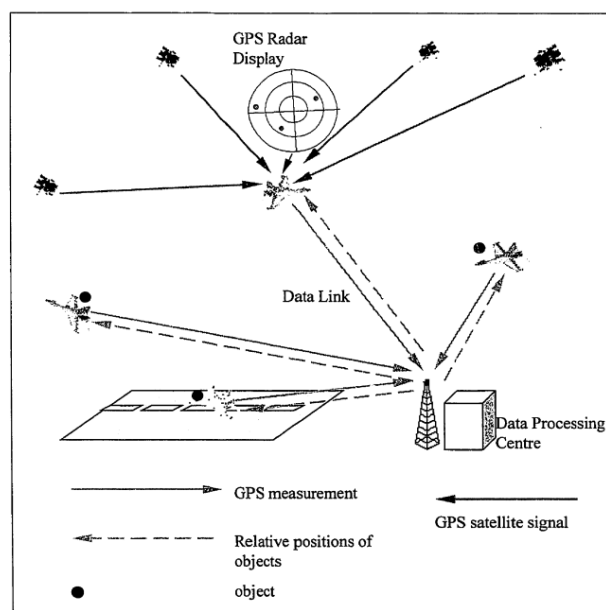 GPS Radar
Display
Data Link
Data Processing
Centre
GPS measurement
GPS satellite signal
Relative positions of
objects
object